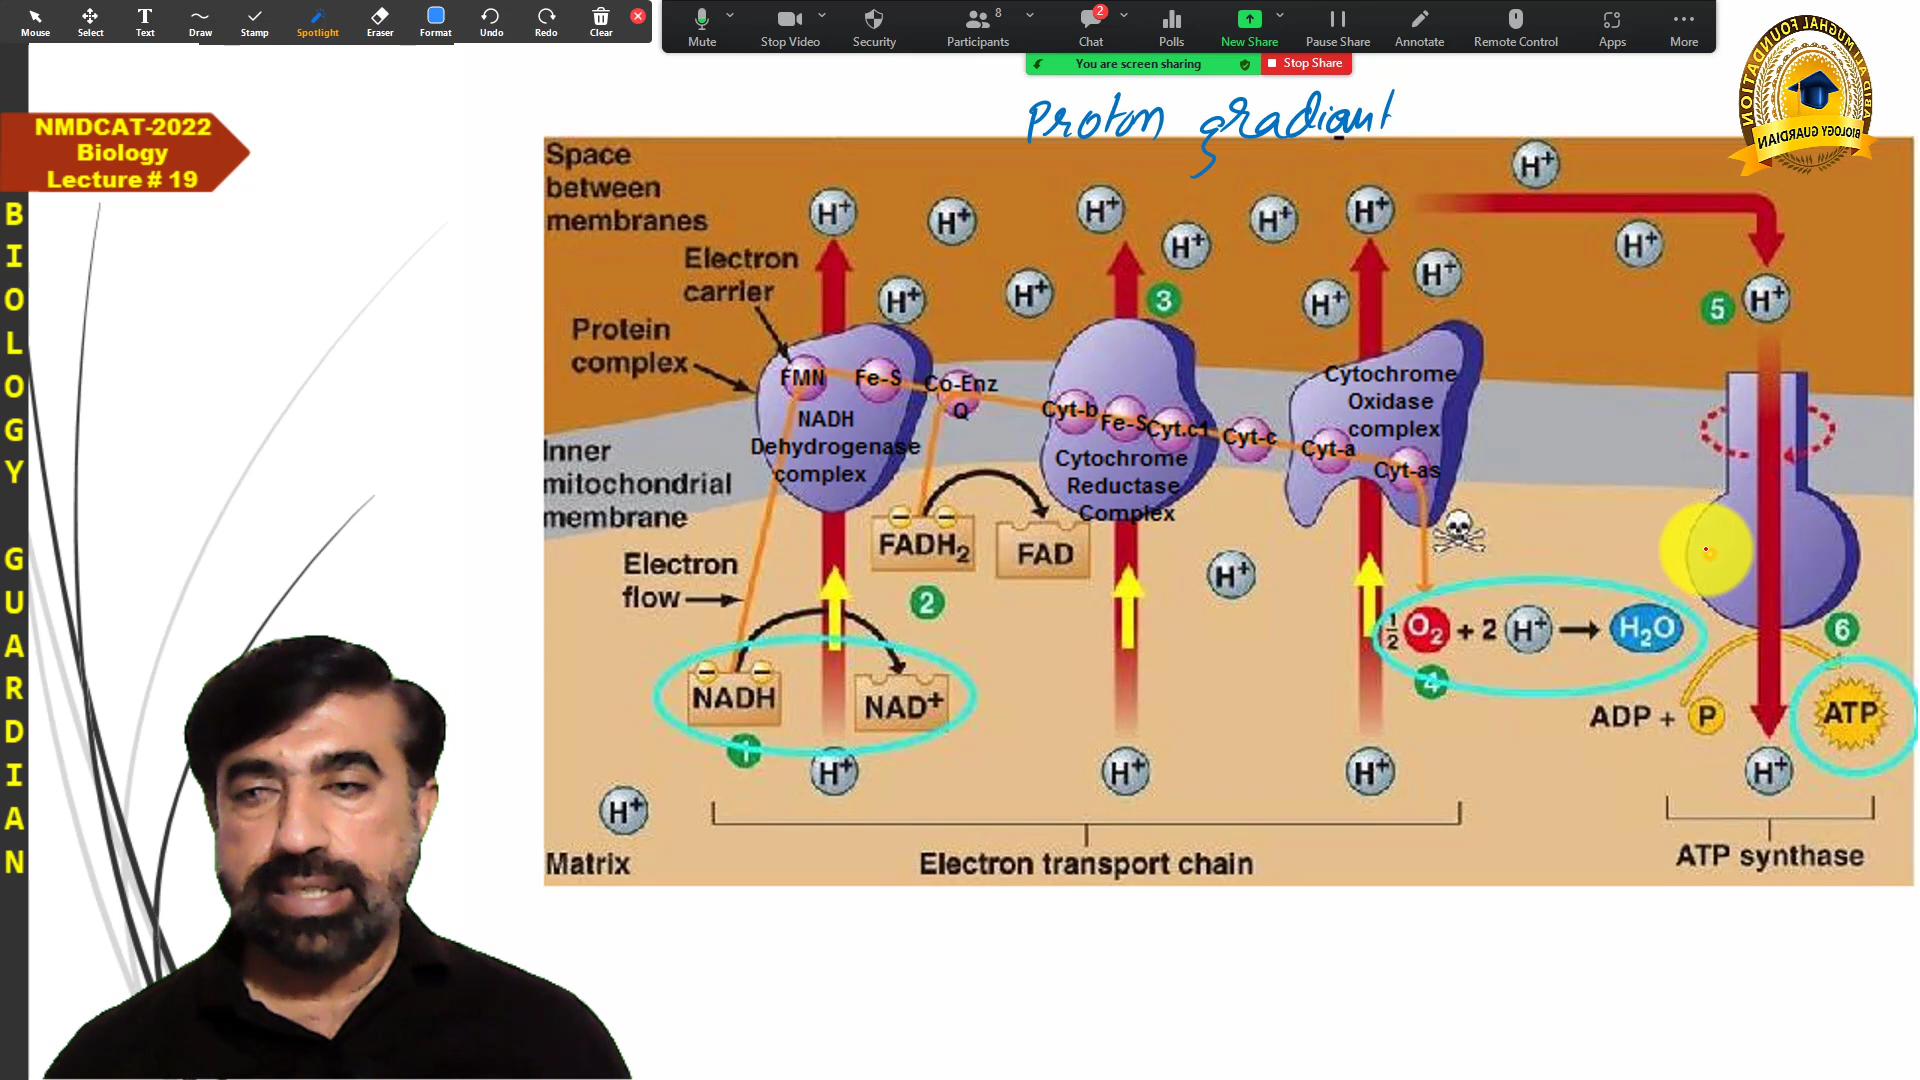 Mouse
Select
Text
Draw
Stamp
Spotlight
Eraser
Format
Undo
Redo
Clear
Mute
Stop Video
Security
Participants
8
Chat
2
Polls
New Share
Pause Share
Annotate
Remote Control
Apps
More
You are screen sharing
Stop Share
NMDCAT-2022
Biology
Lecture # 19
BIOLOGY GUARDIAN
BIOLOGY GUARDIAN
Proton gradiant
Space
between
membranes
H+
H+
H+
H+
H+
H+
H+
H+
H+
H+
H+
H+
H+
Electron
carrier
Protein
complex
3
5
FMN
Fe-S
Co-Enz
Q
NADH
Dehydrogenase
complex
Cyt-b
Fe-S
Cyt.c1
Cyt-c
Cytochrome
Reductase
Complex
Cytochrome
Oxidase
complex
Cyt-a
Cyt-as
Inner
mitochondrial
membrane
FADH2
FAD
2
Electron
flow
H+
1/2 O2 + 2 H+ → H2O
4
6
NADH
NAD+
1
ADP + P
ATP
H+
H+
H+
H+
H+
Matrix
Electron transport chain
ATP synthase